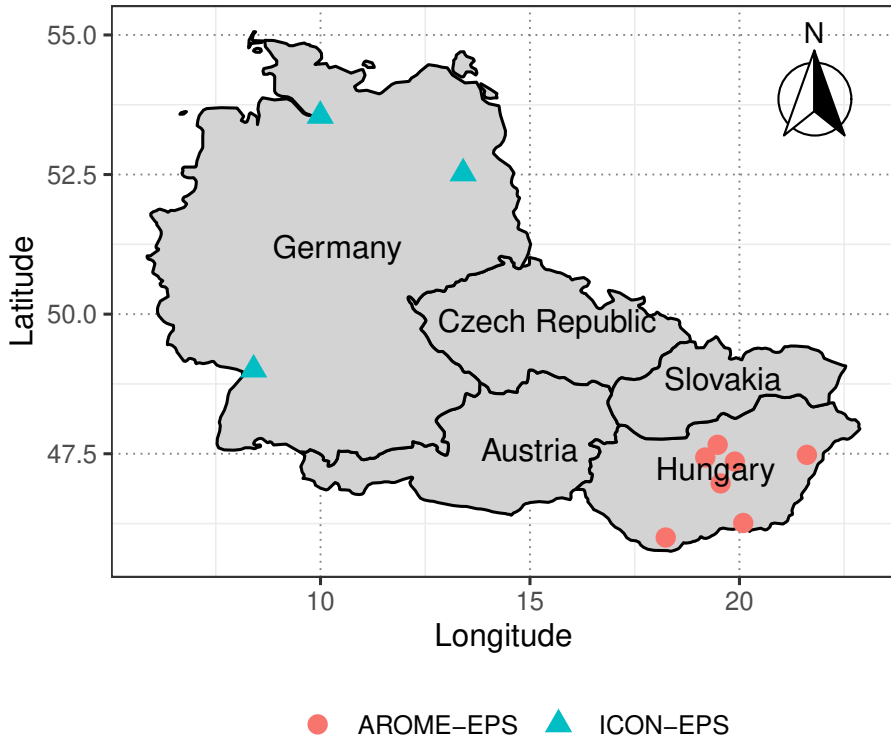 N
55.0
52.5
50.0
47.5
Latitude
Germany
Czech Republic
Slovakia
Austria
Hungary
10
15
20
Longitude
AROME−EPS
ICON−EPS